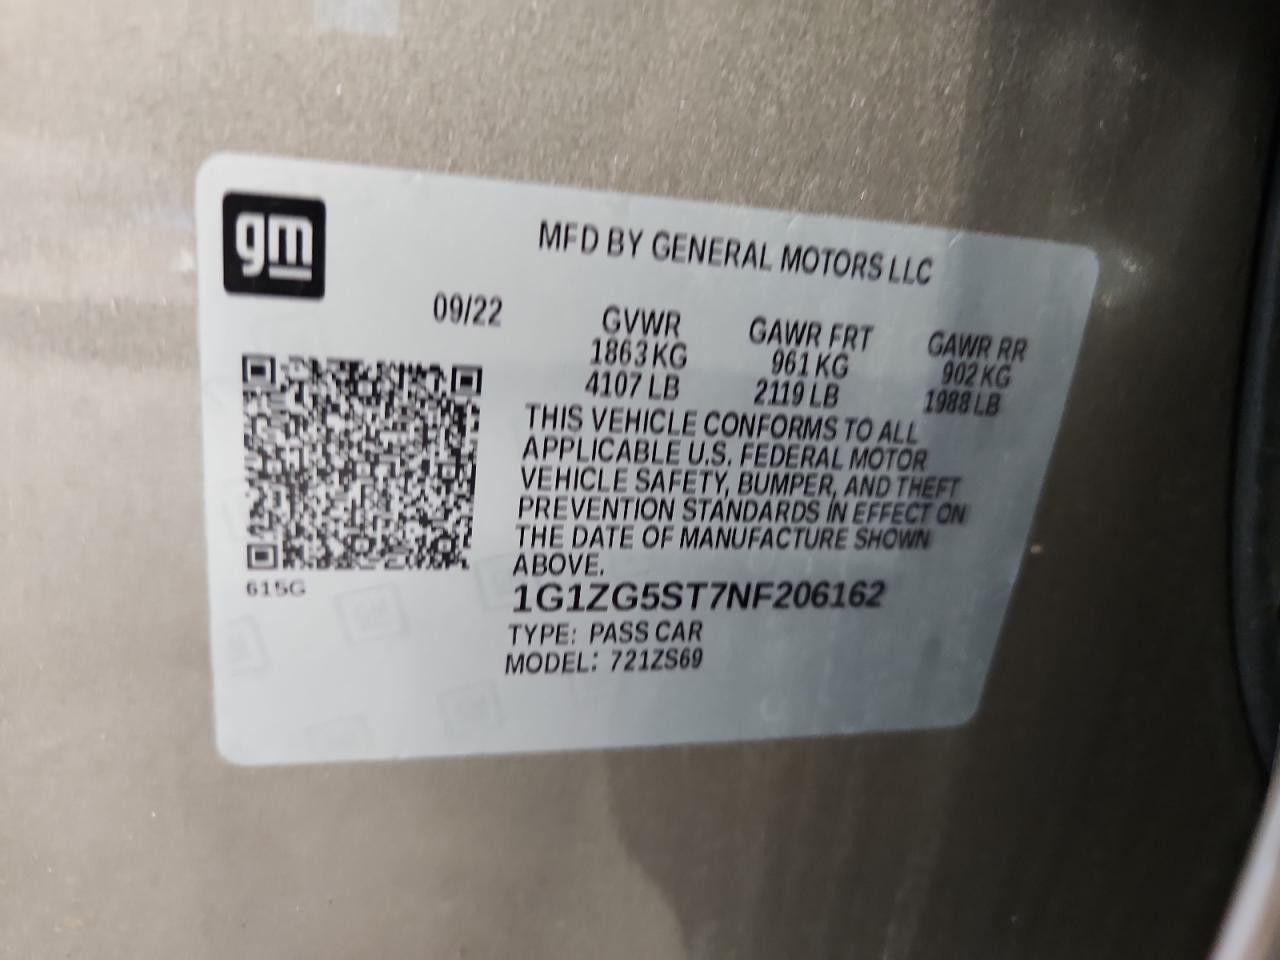 gm
MFD BY GENERAL MOTORS LLC
09/22
GVWR
1863 KG
4107 LB
GAWR FRT
961 KG
2119 LB
GAWR RR
902 KG
1988 LB
THIS VEHICLE CONFORMS TO ALL
APPLICABLE U.S. FEDERAL MOTOR
VEHICLE SAFETY, BUMPER, AND THEFT
PREVENTION STANDARDS IN EFFECT ON
THE DATE OF MANUFACTURE SHOWN
ABOVE.
615G
1G1ZG5ST7NF206162
TYPE: PASS CAR
MODEL: 721ZS69